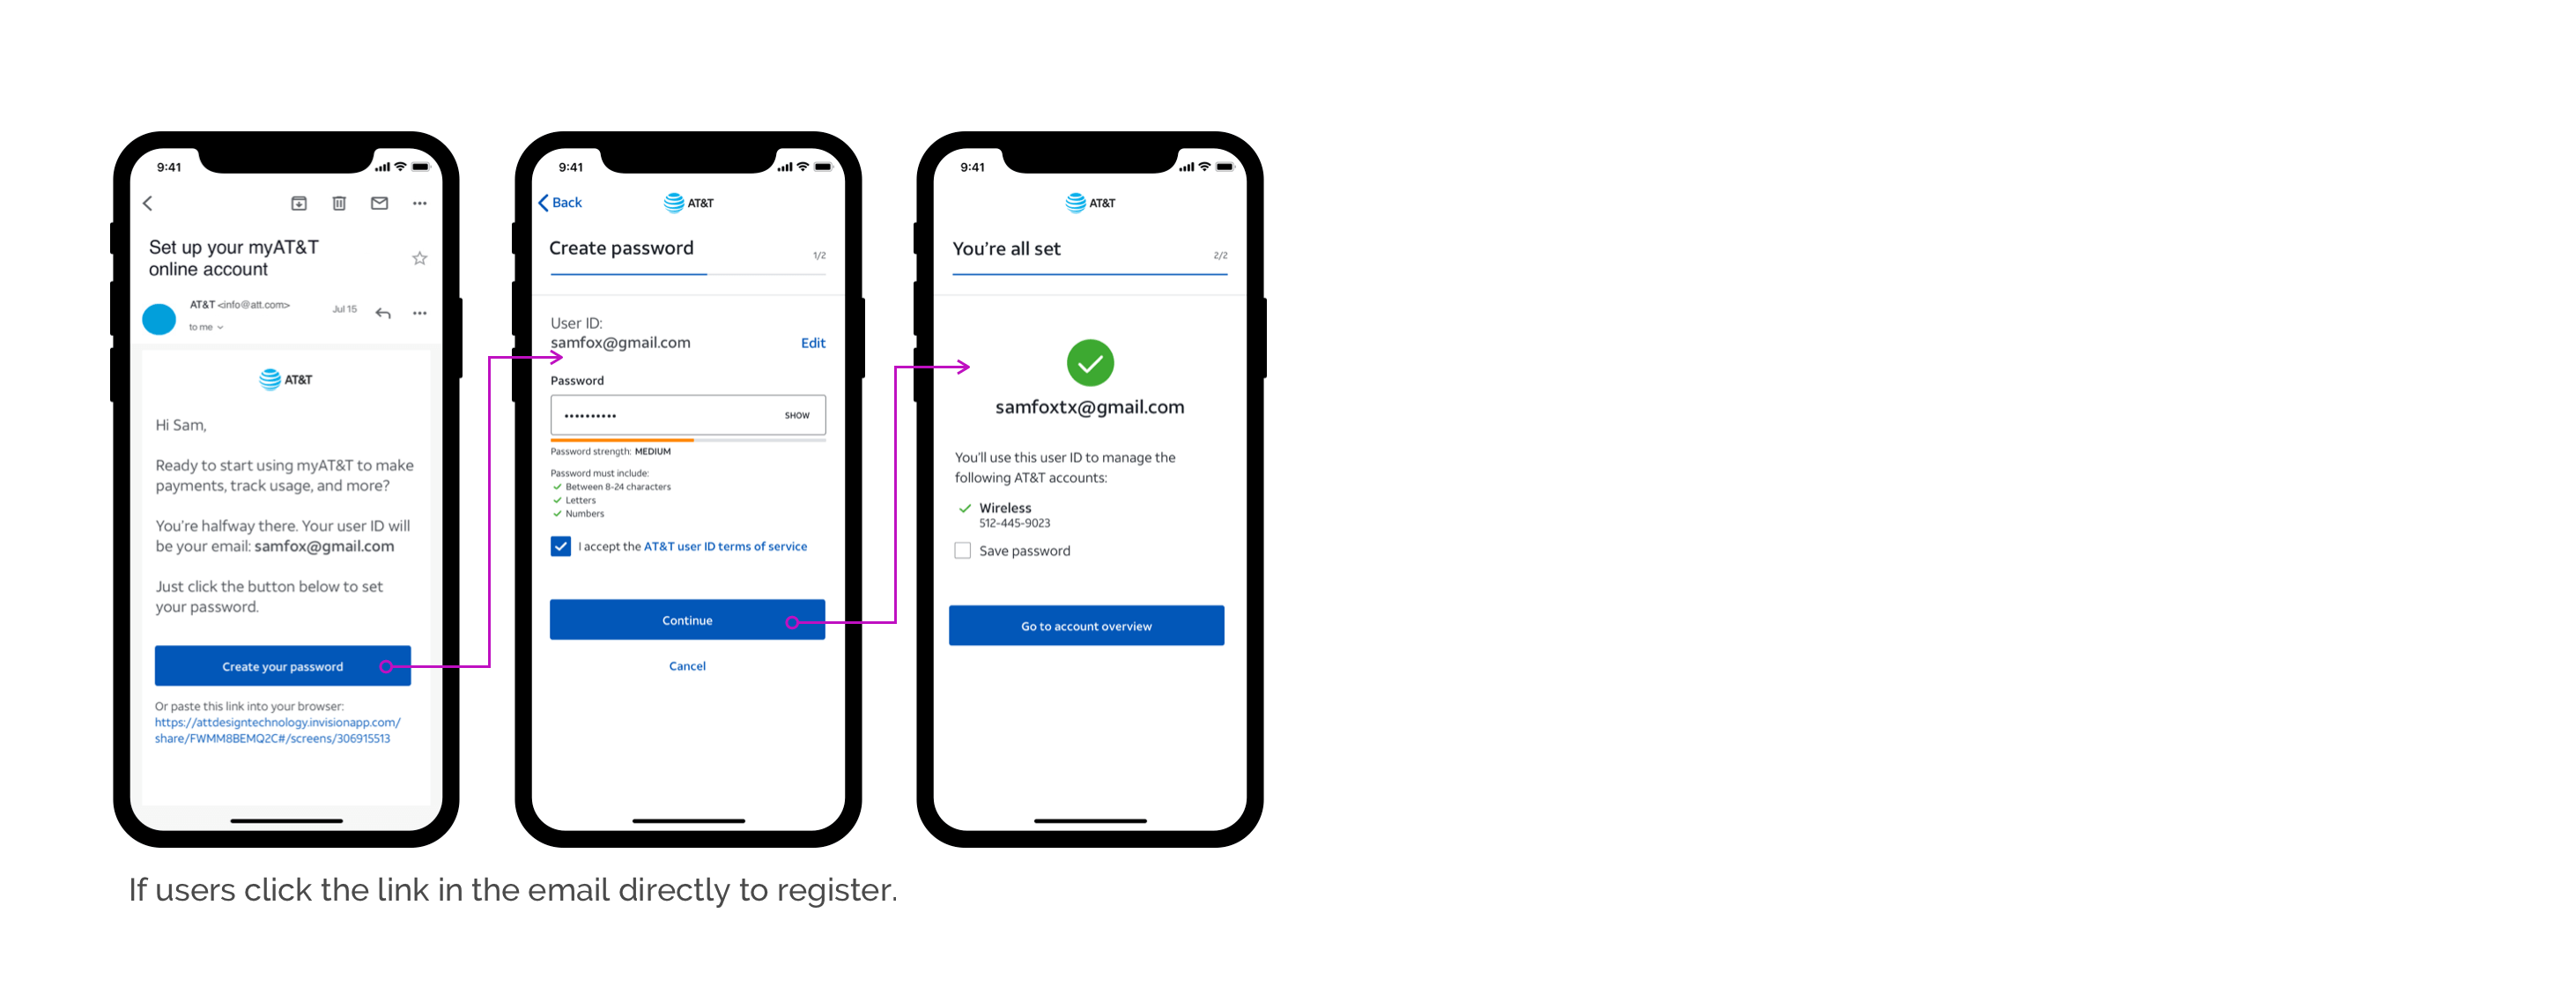 9:41
Set up your myAT&T
online account
AT&T <info@att.com>
Jul 15
to me
AT&T
Hi Sam,
Ready to start using myAT&T to make
payments, track usage, and more?
You're halfway there. Your user ID will
be your email: samfox@gmail.com
Just click the button below to set
your password.
Create your password
Or paste this link into your browser:
https://attdesigntechnology.invisionapp.com/
share/FWMM8BEMQ2C#/screens/306915513
9:41
Back
AT&T
Create password
1/2
User ID:
samfox@gmail.com
Edit
Password
••••••••••
SHOW
Password strength: MEDIUM
Password must include:
Between 8-24 characters
Letters
Numbers
I accept the AT&T user ID terms of service
Continue
Cancel
9:41
AT&T
You're all set
2/2
samfoxtx@gmail.com
You'll use this user ID to manage the
following AT&T accounts:
Wireless
512-445-9023
Save password
Go to account overview
If users click the link in the email directly to register.